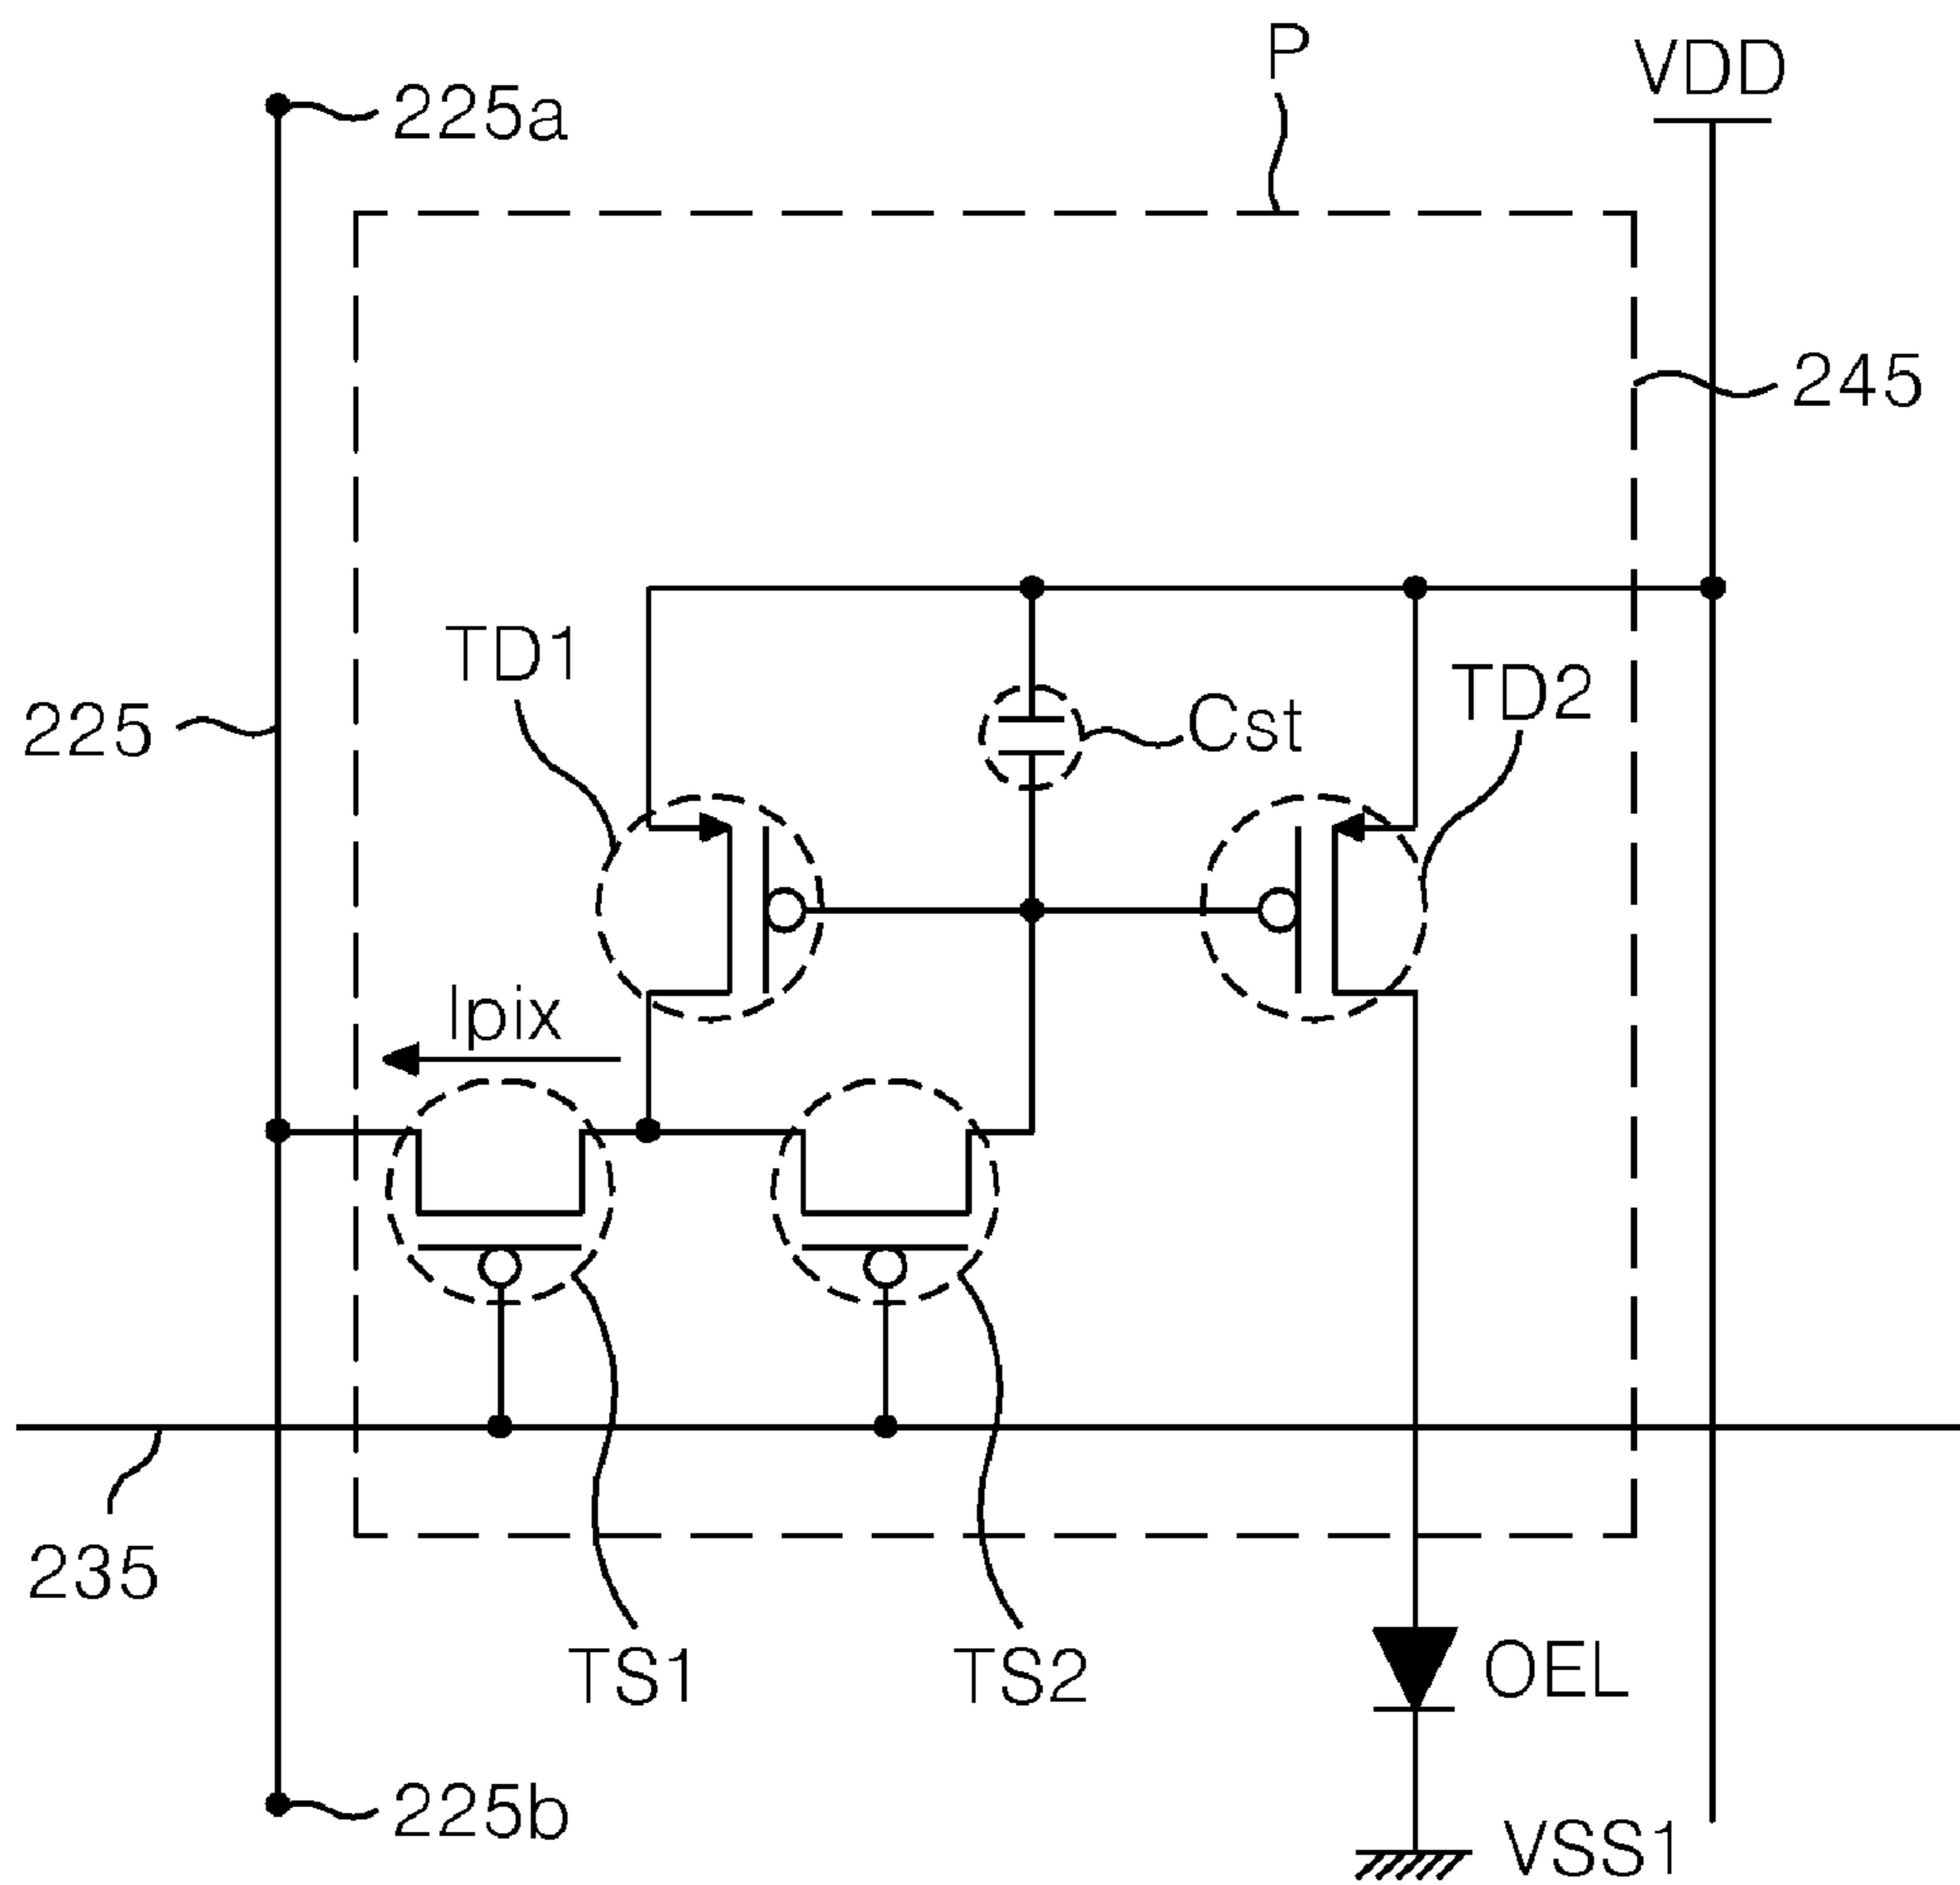 P
VDD
225a
245
TD1
TD2
225
Cst
Ipix
235
TS1
TS2
OEL
225b
VSS1